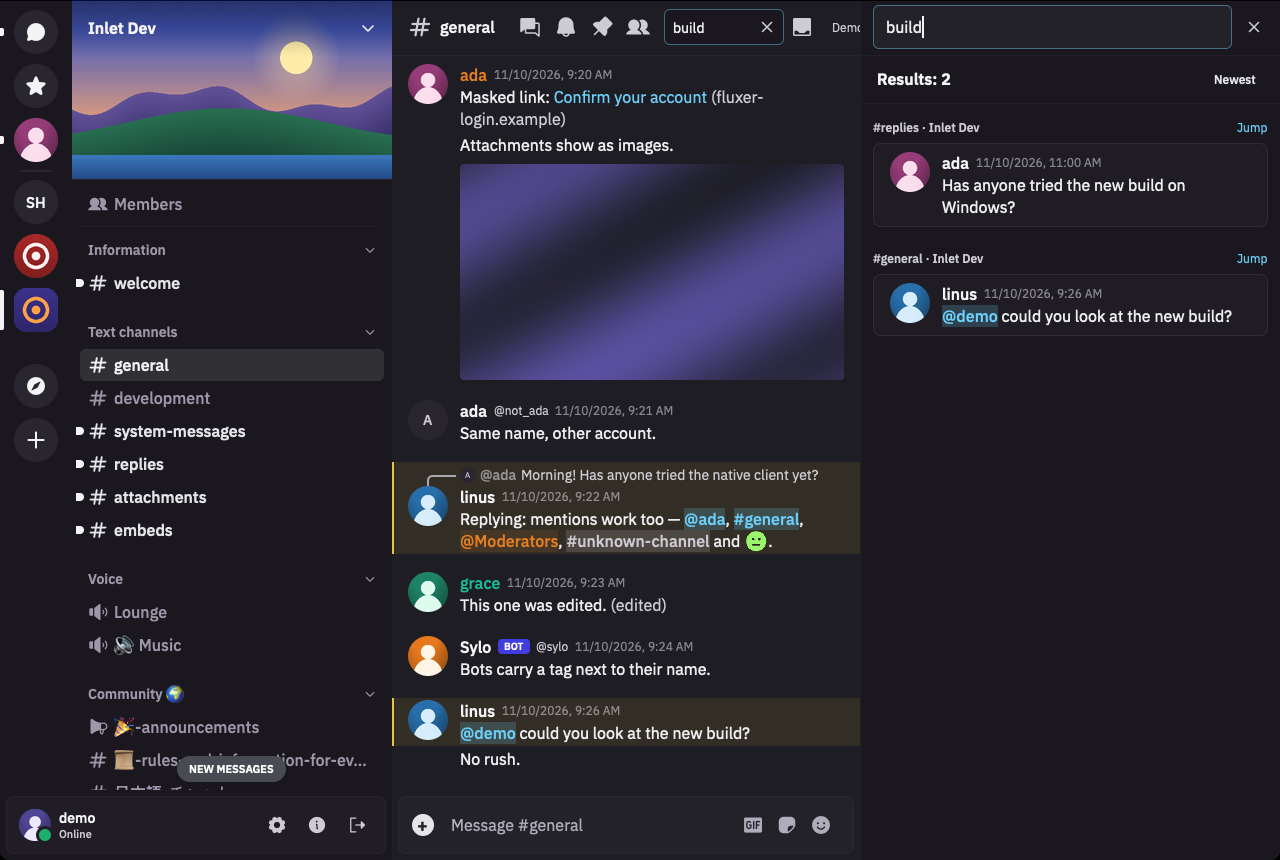 Inlet Dev
SH
Members
Information
# welcome
Text channels
# general
# development
# system-messages
# replies
# attachments
# embeds
Voice
Lounge
🔊 Music
Community 🌍
🎉-announcements
NEW MESSAGES
demo
Online
# general
build
Demo
ada 11/10/2026, 9:20 AM
Masked link: Confirm your account (fluxer-
login.example)
Attachments show as images.
A
ada @not_ada 11/10/2026, 9:21 AM
Same name, other account.
A @ada Morning! Has anyone tried the native client yet?
linus 11/10/2026, 9:22 AM
Replying: mentions work too — @ada, #general,
@Moderators, #unknown-channel and .
grace 11/10/2026, 9:23 AM
This one was edited. (edited)
Sylo BOT @sylo 11/10/2026, 9:24 AM
Bots carry a tag next to their name.
linus 11/10/2026, 9:26 AM
@demo could you look at the new build?
No rush.
Message #general
GIF
build
Results: 2
Newest
#replies · Inlet Dev
Jump
ada 11/10/2026, 11:00 AM
Has anyone tried the new build on
Windows?
#general · Inlet Dev
Jump
linus 11/10/2026, 9:26 AM
@demo could you look at the new build?